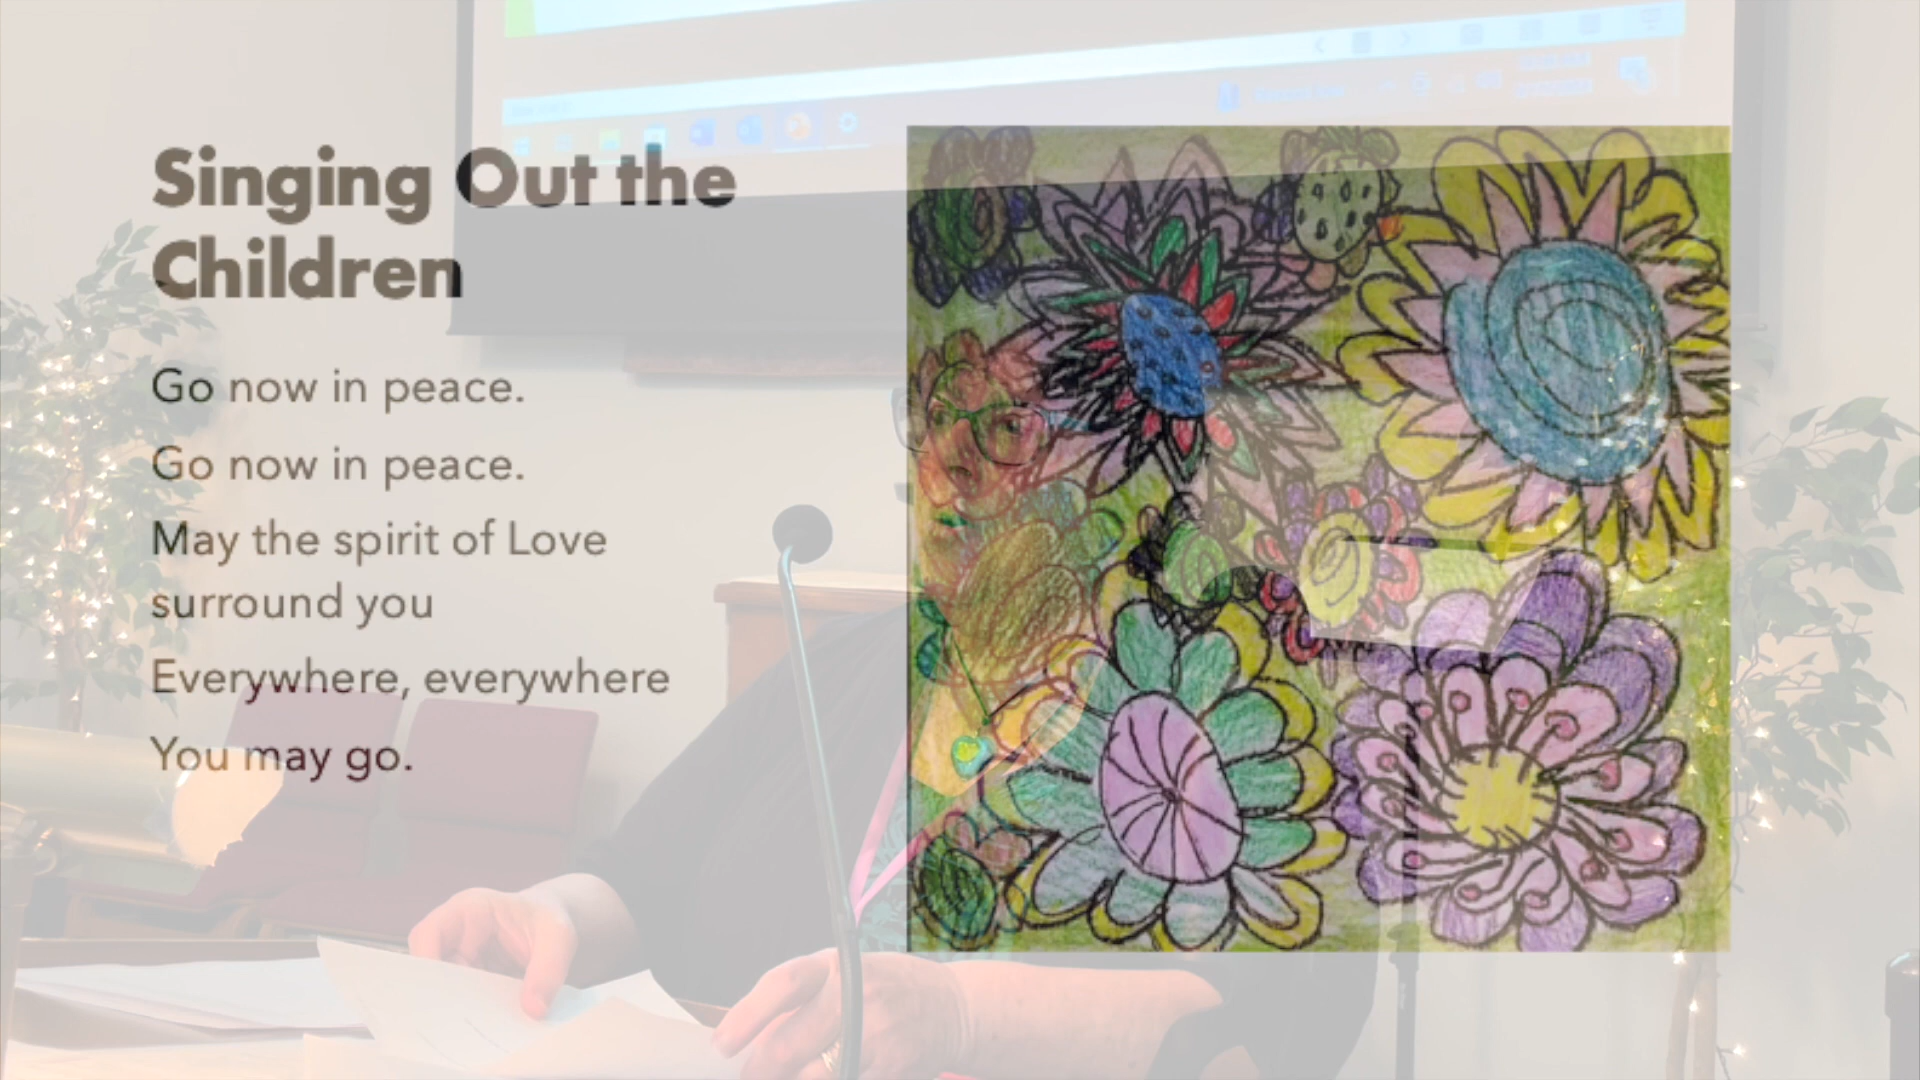 Singing Out the
Children
Go now in peace.
Go now in peace.
May the spirit of Love
surround you
Everywhere, everywhere
You may go.